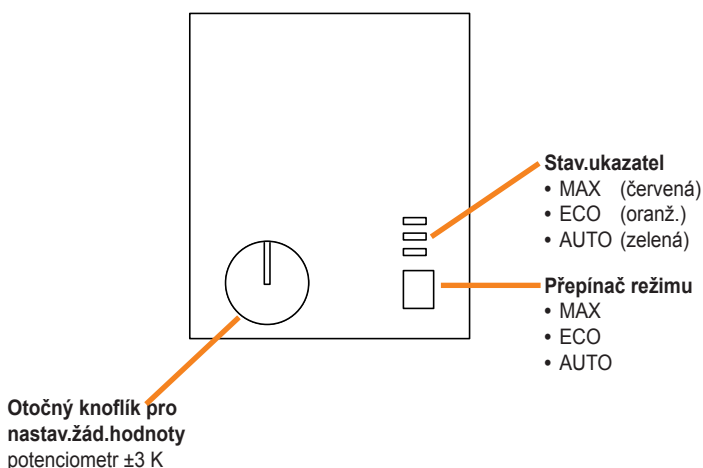 Stav.ukazatel
• MAX (červená)
• ECO (oranž.)
• AUTO (zelená)
Přepínač režimu
• MAX
• ECO
• AUTO
Otočný knoflík pro
nastav.žád.hodnoty
potenciometr ±3 K